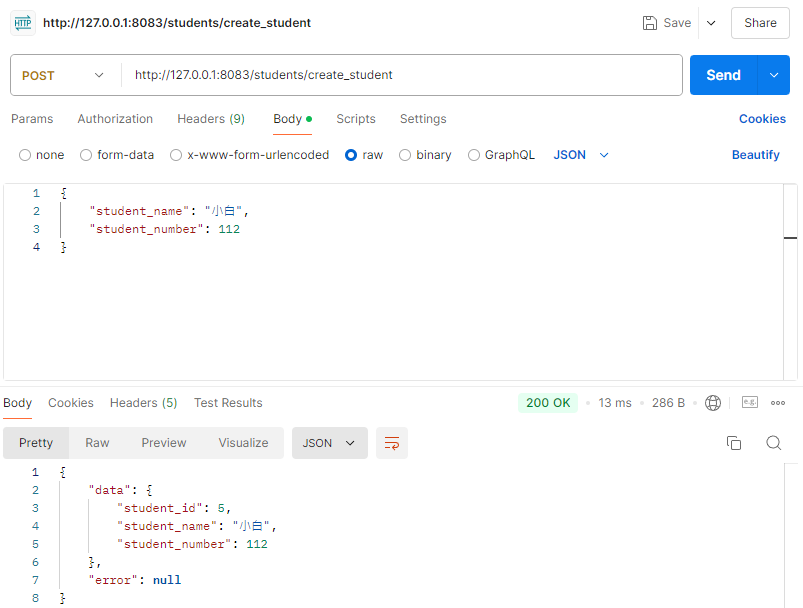 HTTP http://127.0.0.1:8083/students/create_student Save Share
POST http://127.0.0.1:8083/students/create_student Send
Params Authorization Headers (9) Body Scripts Settings Cookies
none form-data x-www-form-urlencoded raw binary GraphQL JSON Beautify
1 {
2 "student_name": "小白",
3 "student_number": 112
4 }
Body Cookies Headers (5) Test Results 200 OK 13 ms 286 B e.g.
Pretty Raw Preview Visualize JSON
1 {
2 "data": {
3 "student_id": 5,
4 "student_name": "小白",
5 "student_number": 112
6 },
7 "error": null
8 }